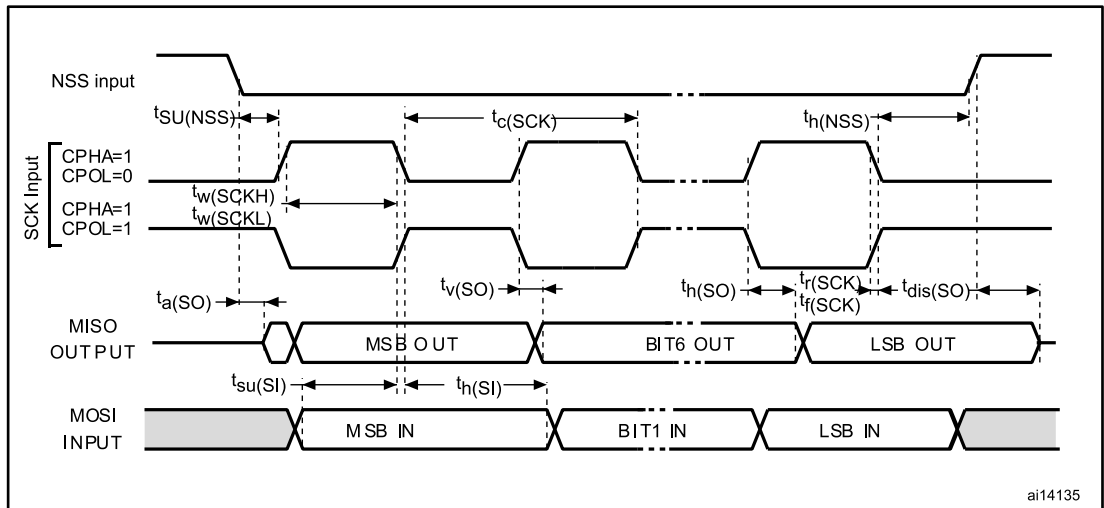 NSS input
tSU(NSS)
tc(SCK)
th(NSS)
SCK Input
CPHA=1
CPOL=0
tw(SCKH)
tw(SCKL)
CPHA=1
CPOL=1
ta(SO)
tv(SO)
th(SO)
tr(SCK)
tf(SCK)
tdis(SO)
MISO
OUTPUT
MSB OUT
BIT6 OUT
LSB OUT
tsu(SI)
th(SI)
MOSI
INPUT
MSB IN
BIT1 IN
LSB IN
ai14135